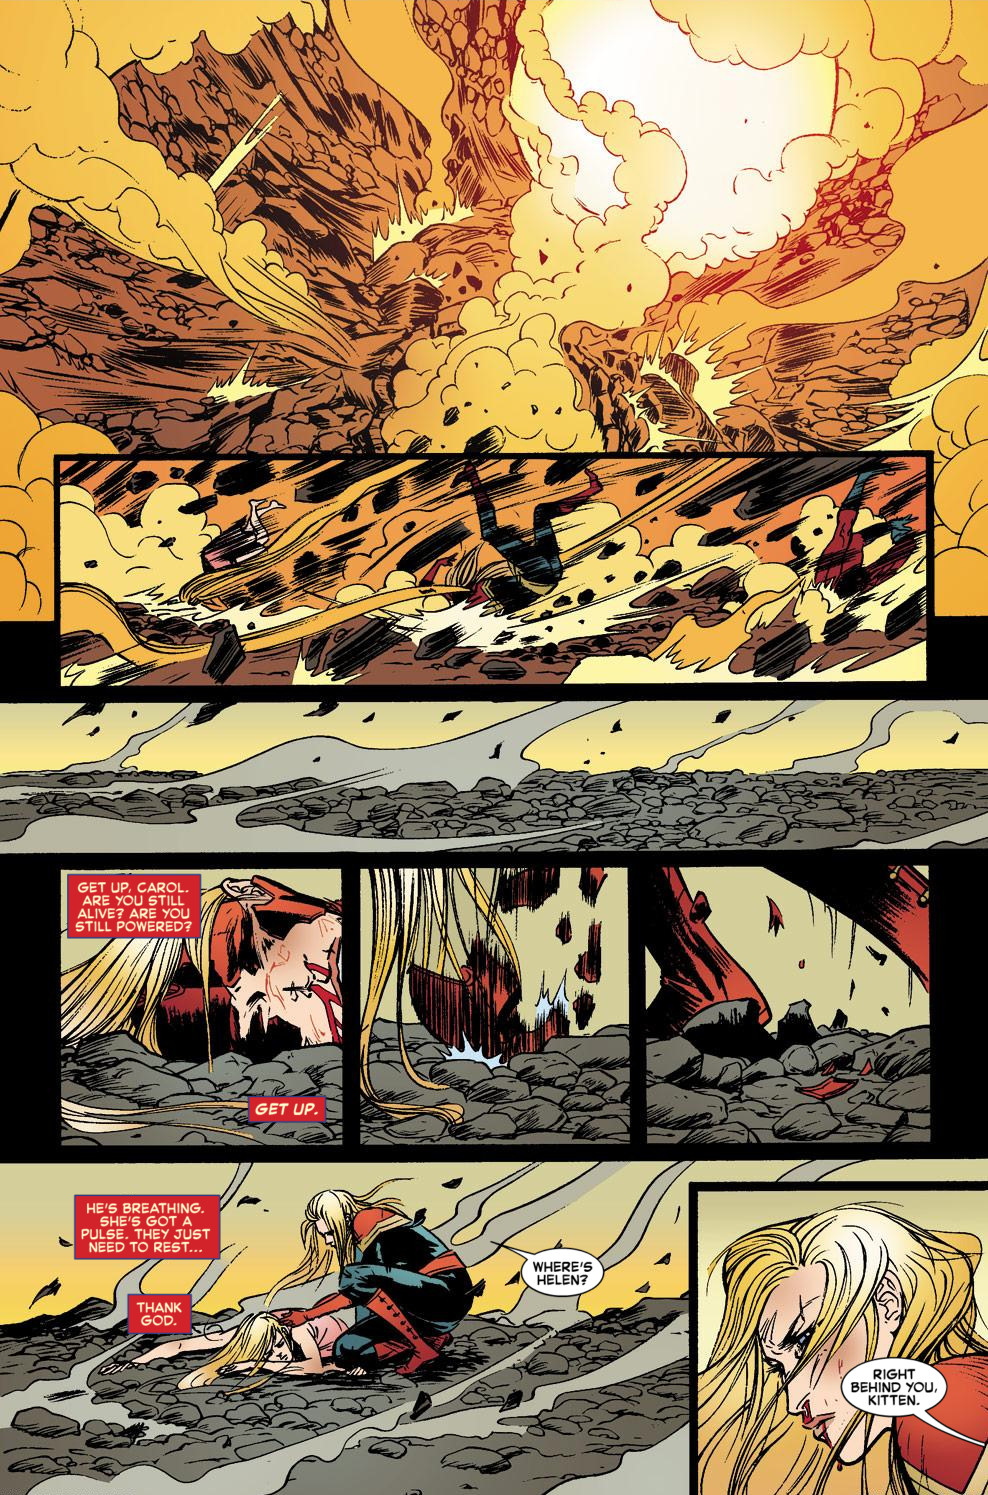 GET UP, CAROL.
ARE YOU STILL
ALIVE? ARE YOU
STILL POWERED?
GET UP.
HE'S BREATHING.
SHE'S GOT A
PULSE. THEY JUST
NEED TO REST...
THANK
GOD.
WHERE'S
HELEN?
RIGHT
BEHIND YOU,
KITTEN.